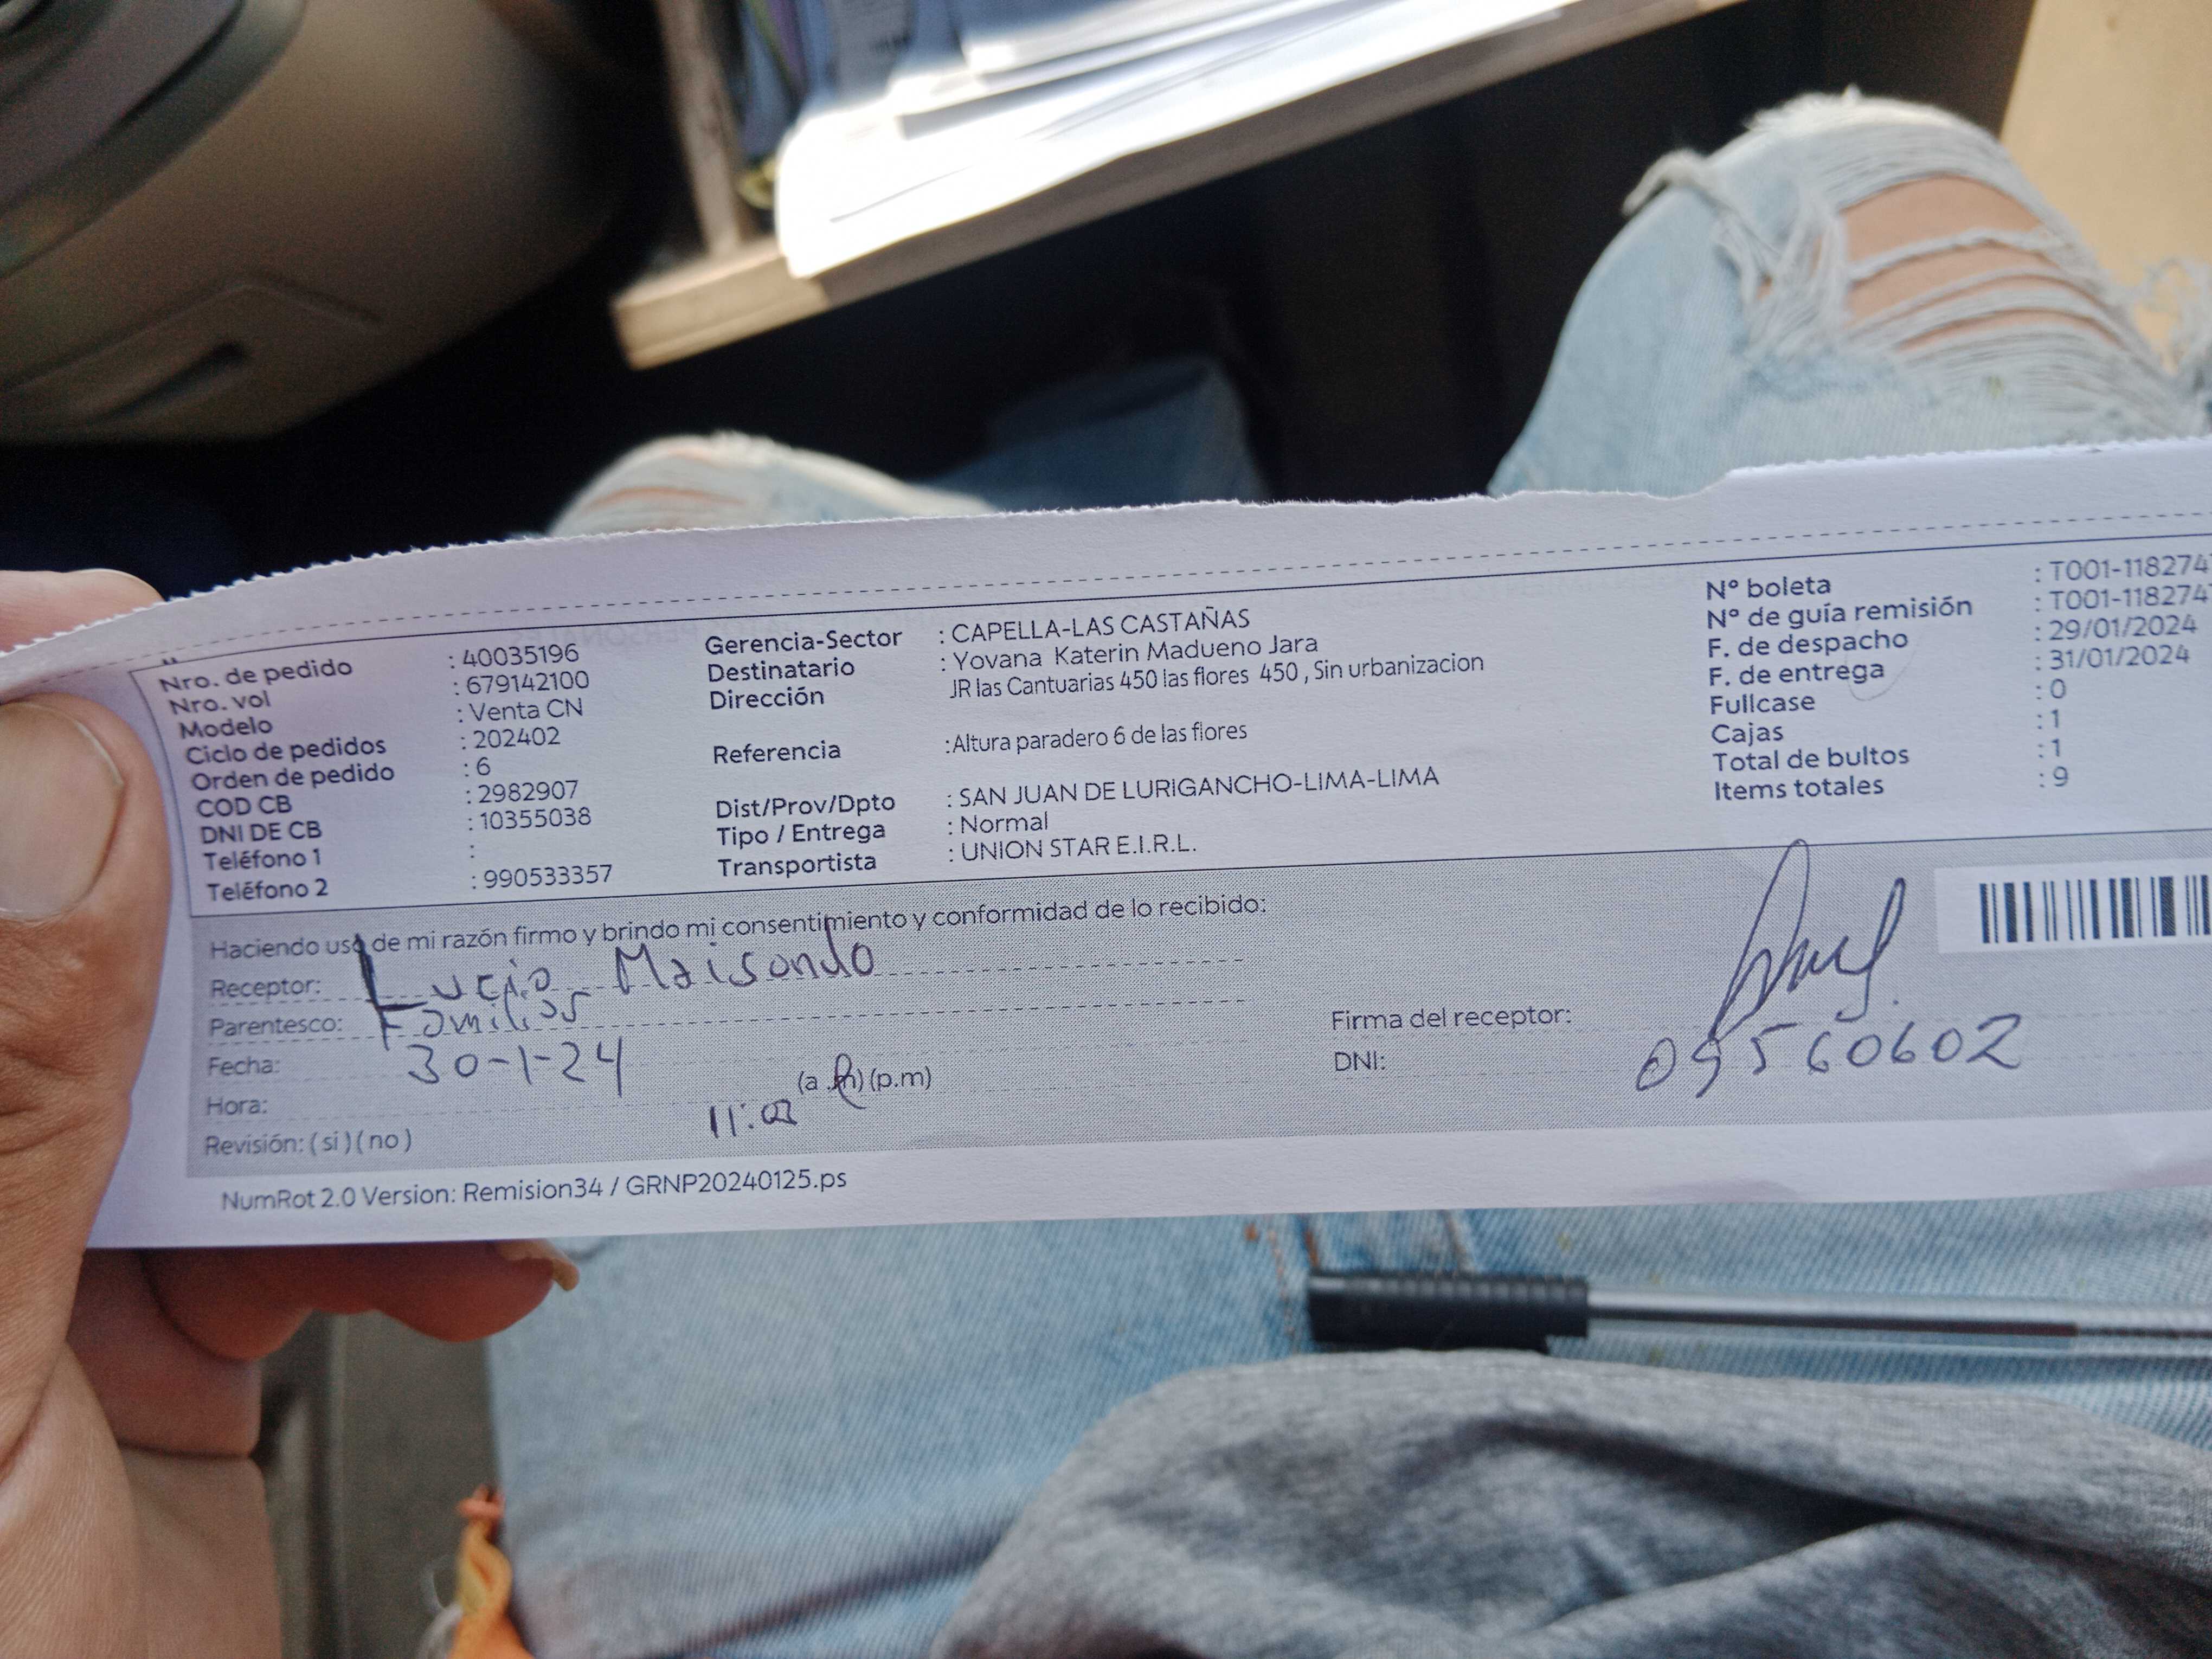 Nro. de pedido : 40035196
Nro. vol : 679142100
Modelo : Venta CN
Ciclo de pedidos : 202402
Orden de pedido : 6
COD CB : 2982907
DNI DE CB : 10355038
Teléfono 1 :
Teléfono 2 : 990533357
Gerencia-Sector : CAPELLA-LAS CASTAÑAS
Destinatario : Yovana Katerin Madueno Jara
Dirección JR las Cantuarias 450 las flores 450 , Sin urbanizacion
Referencia :Altura paradero 6 de las flores
Dist/Prov/Dpto : SAN JUAN DE LURIGANCHO-LIMA-LIMA
Tipo / Entrega : Normal
Transportista : UNION STAR E.I.R.L.
N° boleta : T001-118274
N° de guía remisión : T001-118274
F. de despacho : 29/01/2024
F. de entrega : 31/01/2024
Fullcase : 0
Cajas : 1
Total de bultos : 1
Items totales : 9
Haciendo uso de mi razón firmo y brindo mi consentimiento y conformidad de lo recibido:
Receptor: Lucio Maisondo
Parentesco: Familiar
Fecha: 30-1-24
Hora: 11:03 (a.m) (p.m)
Revisión: ( sí ) ( no )
Firma del receptor:
DNI: 09560602
NumRot 2.0 Version: Remision34 / GRNP20240125.ps